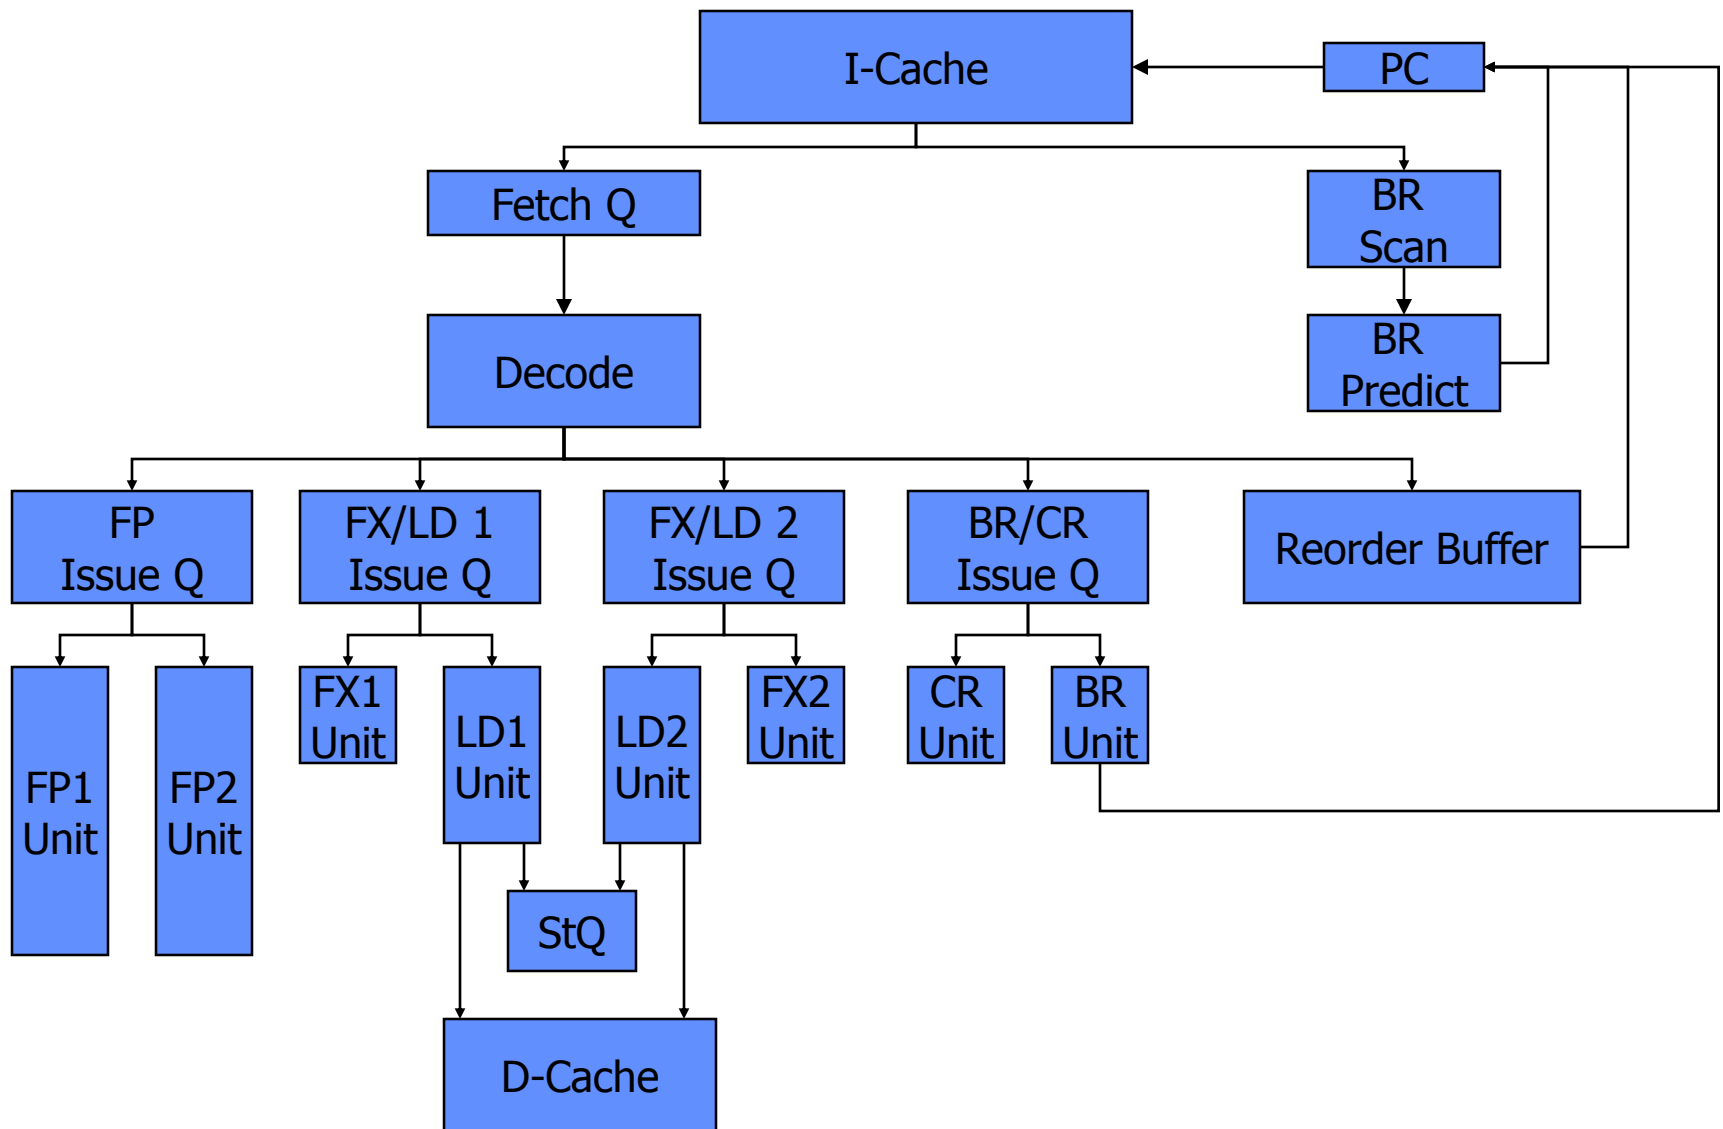 I-Cache
PC
Fetch Q
BR
Scan
Decode
BR
Predict
FP
Issue Q
FX/LD 1
Issue Q
FX/LD 2
Issue Q
BR/CR
Issue Q
Reorder Buffer
FP1
Unit
FP2
Unit
FX1
Unit
LD1
Unit
LD2
Unit
FX2
Unit
CR
Unit
BR
Unit
StQ
D-Cache